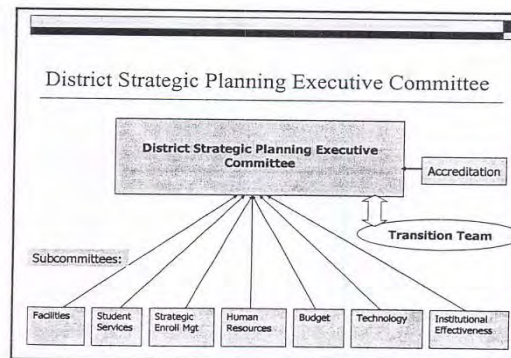 District Strategic Planning Executive Committee
District Strategic Planning Executive
Committee
Accreditation
Transition Team
Subcommittees:
Facilities
Student
Services
Strategic
Enroll Mgt
Human
Resources
Budget
Technology
Institutional
Effectiveness